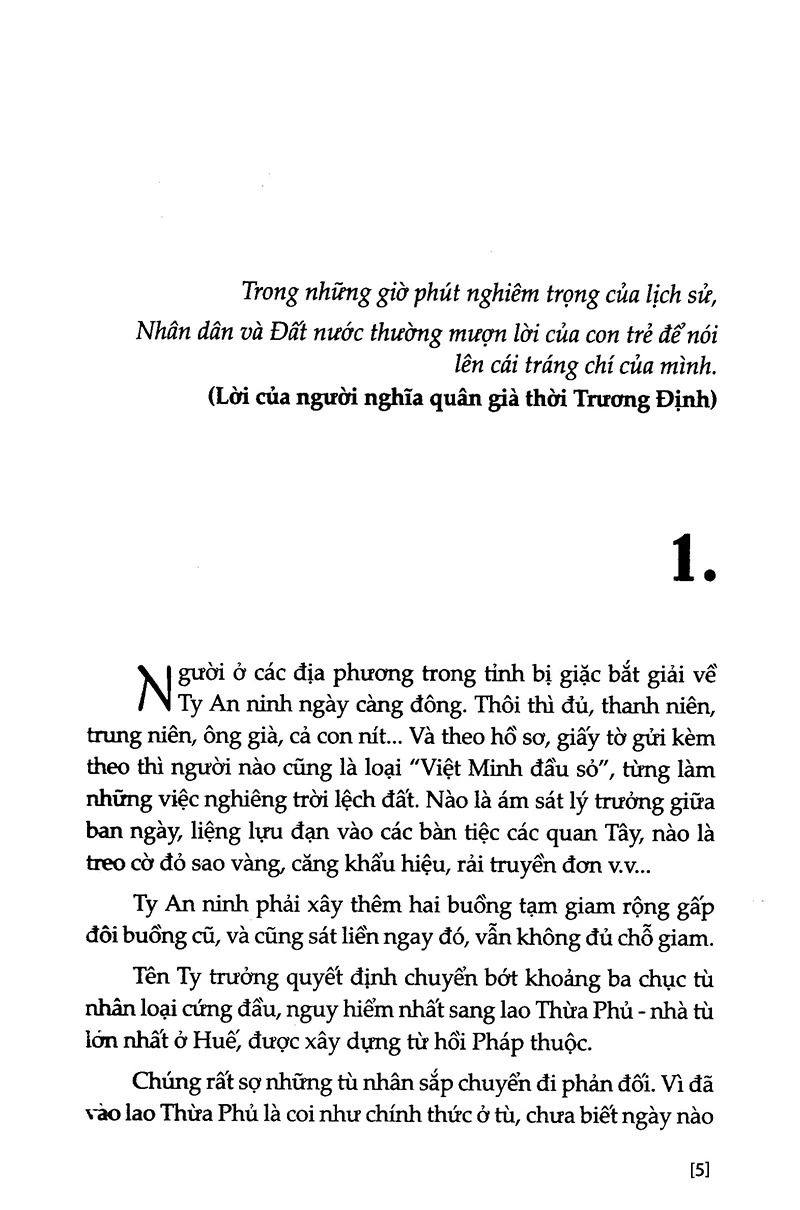 Trong những giờ phút nghiêm trọng của lịch sử,
Nhân dân và Đất nước thường mượn lời của con trẻ để nói
lên cái tráng chí của mình.
(Lời của người nghĩa quân già thời Trương Định)
1.
Người ở các địa phương trong tỉnh bị giặc bắt giải về
Ty An ninh ngày càng đông. Thôi thì đủ, thanh niên,
trung niên, ông già, cả con nít... Và theo hồ sơ, giấy tờ gửi kèm
theo thì người nào cũng là loại “Việt Minh đầu sỏ”, từng làm
những việc nghiêng trời lệch đất. Nào là ám sát lý trưởng giữa
ban ngày, liệng lựu đạn vào các bàn tiệc các quan Tây, nào là
treo cờ đỏ sao vàng, căng khẩu hiệu, rải truyền đơn v.v...
Ty An ninh phải xây thêm hai buồng tạm giam rộng gấp
đôi buồng cũ, và cũng sát liền ngay đó, vẫn không đủ chỗ giam.
Tên Ty trưởng quyết định chuyển bớt khoảng ba chục tù
nhân loại cứng đầu, nguy hiểm nhất sang lao Thừa Phủ - nhà tù
lớn nhất ở Huế, được xây dựng từ hồi Pháp thuộc.
Chúng rất sợ những tù nhân sắp chuyển đi phản đối. Vì đã
vào lao Thừa Phủ là coi như chính thức ở tù, chưa biết ngày nào
[5]